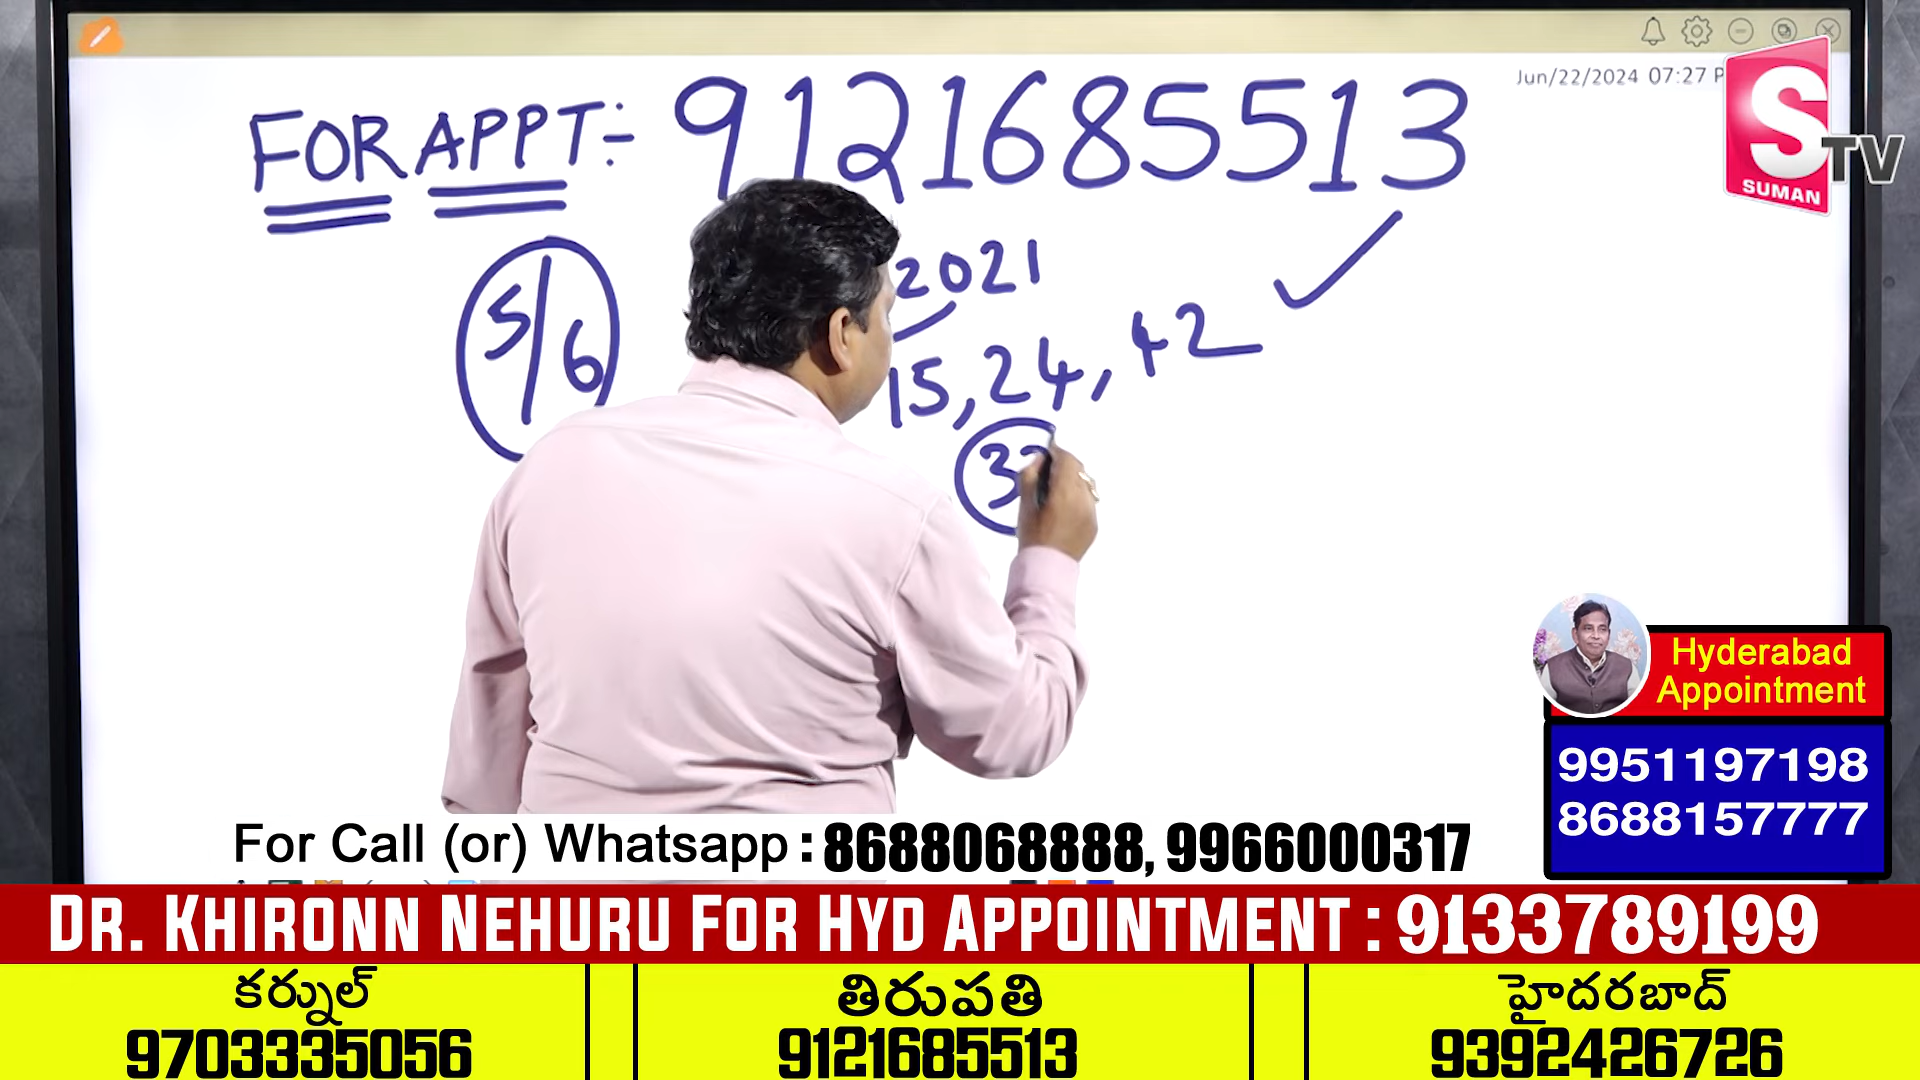 Jun/22/2024 07:27 P
FOR APPT:- 9121685513
S
TV
SUMAN
5/6
2021
15, 24, 42
Hyderabad
Appointment
9951197198
8688157777
For Call (or) Whatsapp : 8688068888, 9966000317
DR. KHIRONN NEHURU FOR HYD APPOINTMENT : 9133789199
కర్నుల్ తిరుపతి హైదరబాద్
9703335056 9121685513 9392426726